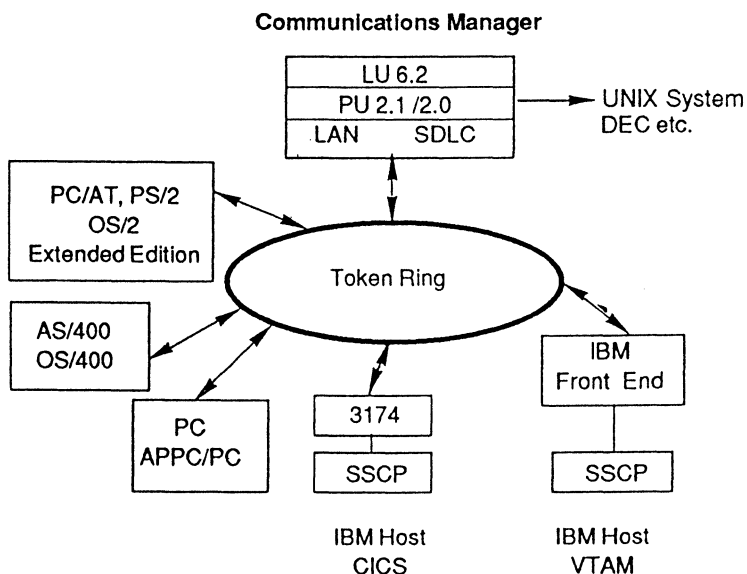 Communications Manager
LU 6.2
PU 2.1 /2.0
LAN SDLC
UNIX System
DEC etc.
PC/AT, PS/2
OS/2
Extended Edition
Token Ring
AS/400
OS/400
PC
APPC/PC
3174
SSCP
IBM Host
CICS
IBM
Front End
SSCP
IBM Host
VTAM